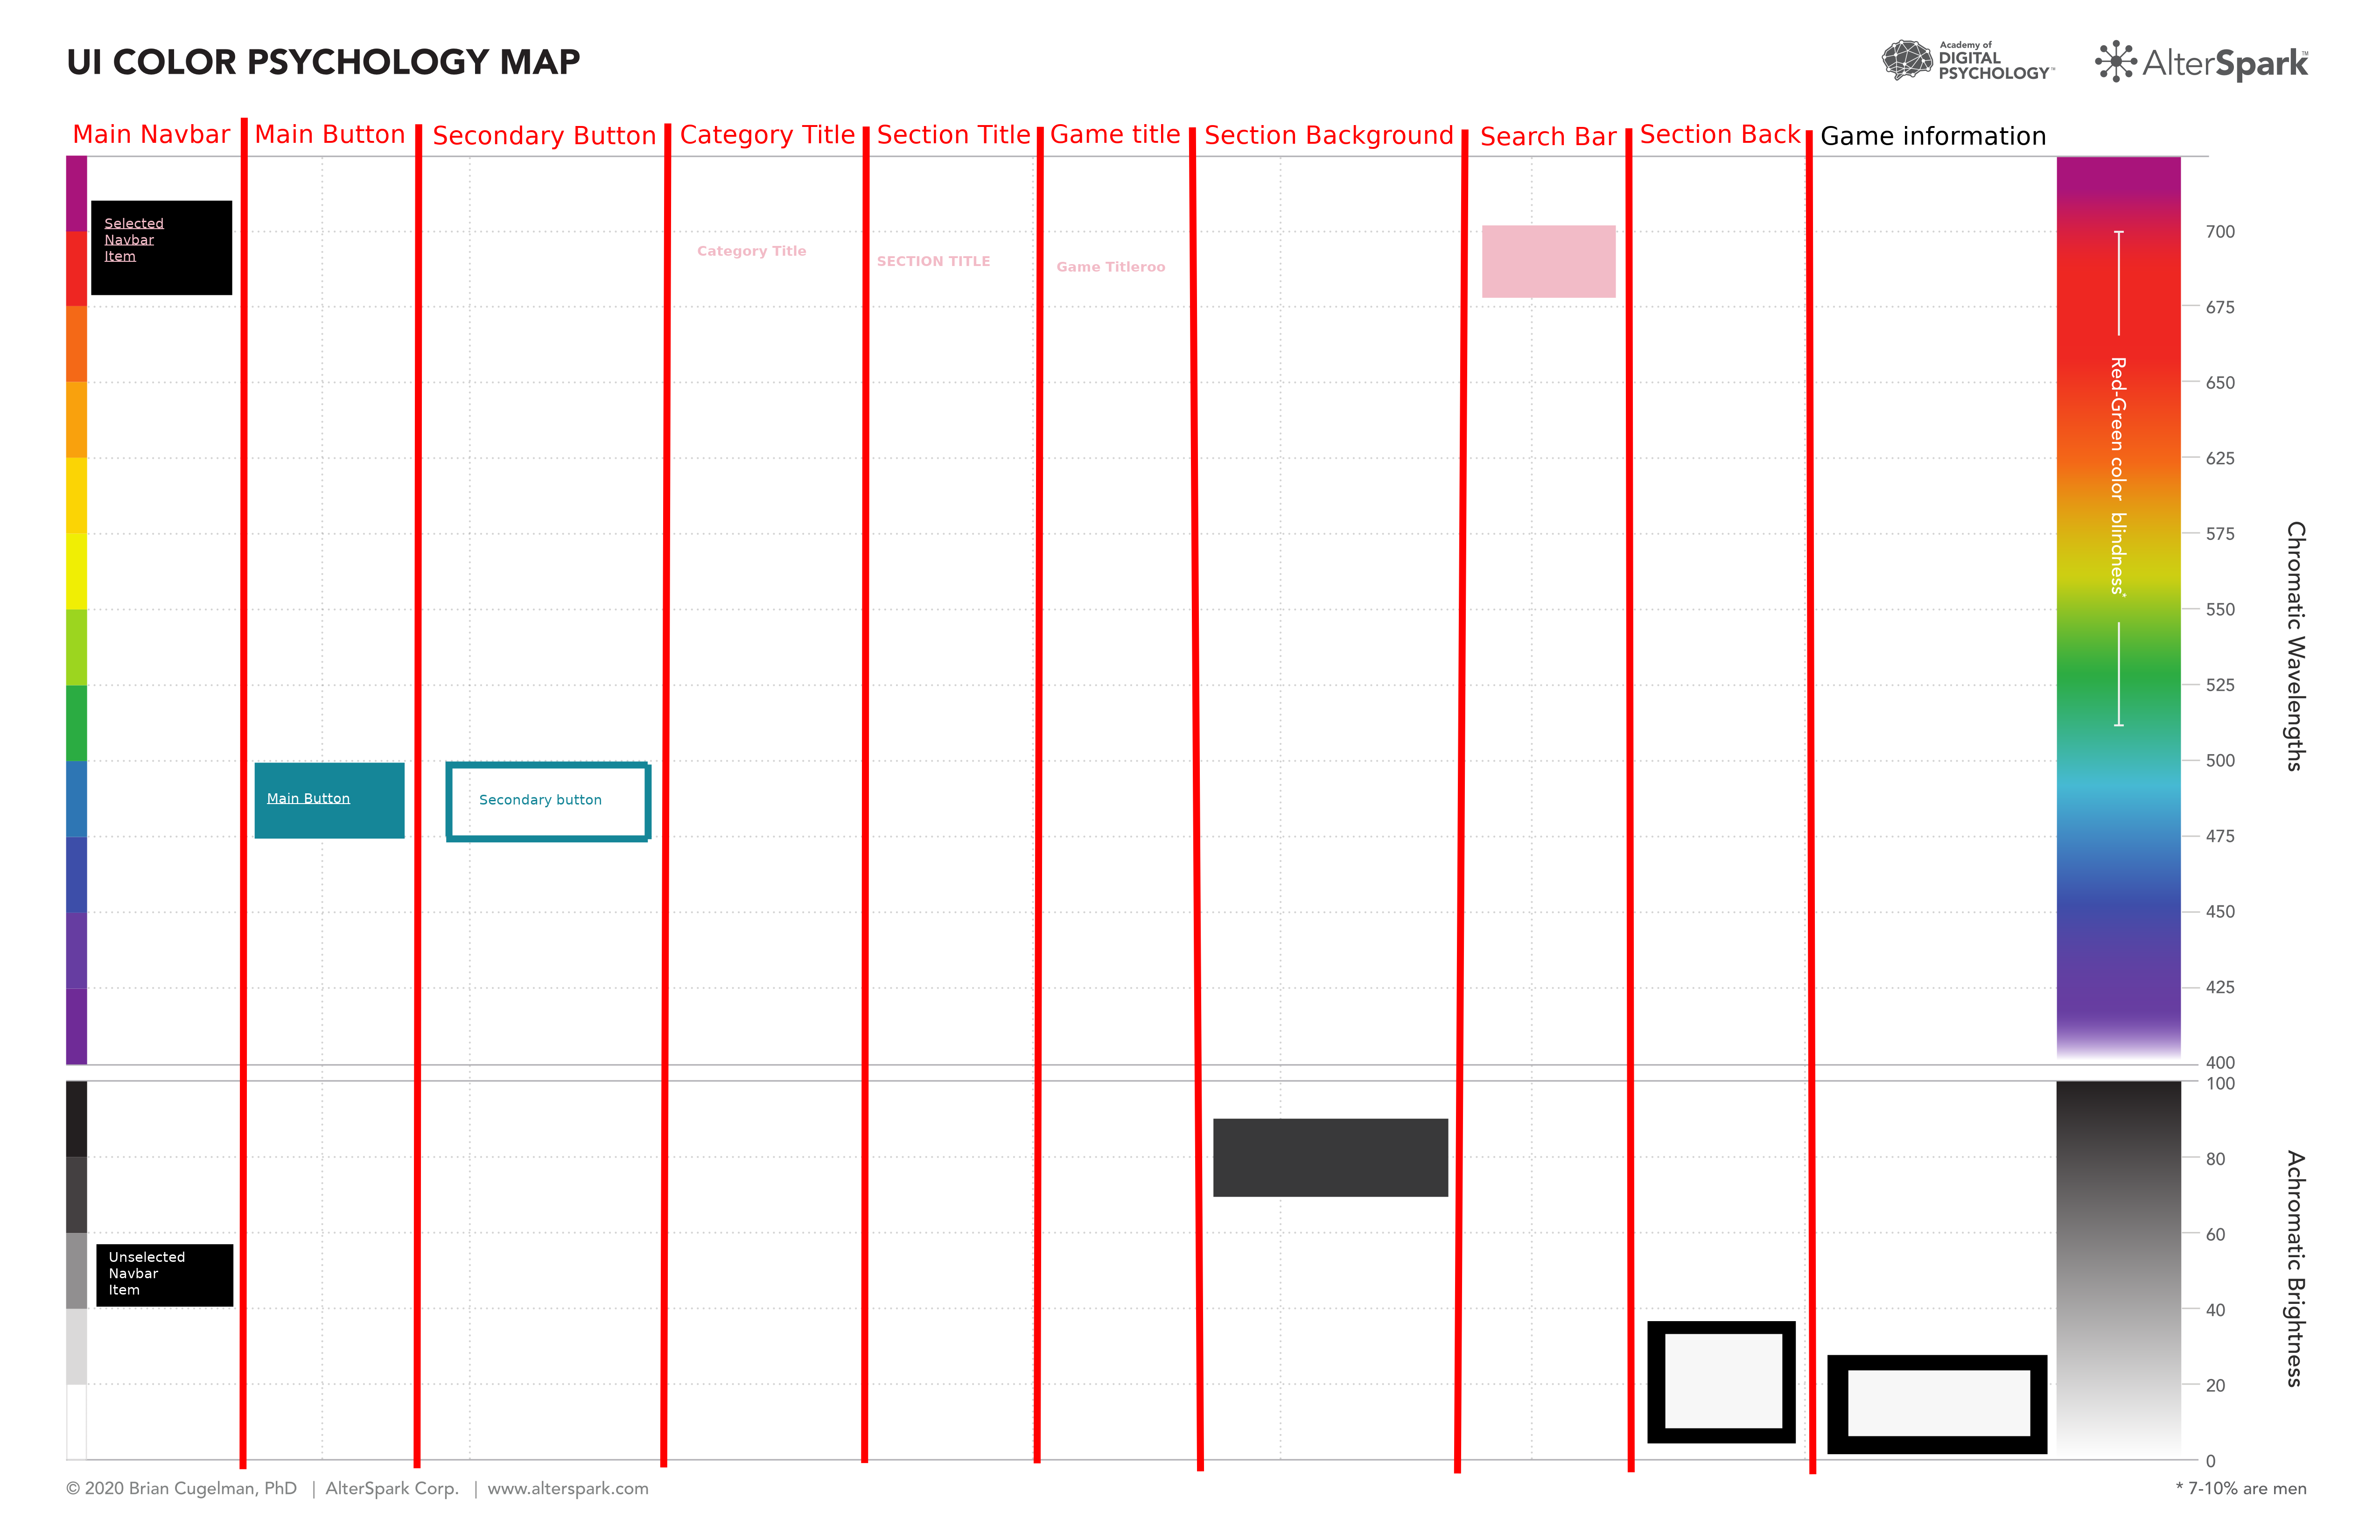 UI COLOR PSYCHOLOGY MAP
Academy of
DIGITAL
PSYCHOLOGY™
AlterSpark™
Main Navbar
Main Button
Secondary Button
Category Title
Section Title
Game title
Section Background
Search Bar
Section Back
Game information
Selected
Navbar
Item
Category Title
SECTION TITLE
Game Titleroo
Main Button
Secondary button
Unselected
Navbar
Item
Red-Green color blindness*
700
675
650
625
575
550
525
500
475
450
425
400
Chromatic Wavelengths
100
80
60
40
20
0
Achromatic Brightness
© 2020 Brian Cugelman, PhD | AlterSpark Corp. | www.alterspark.com
* 7-10% are men